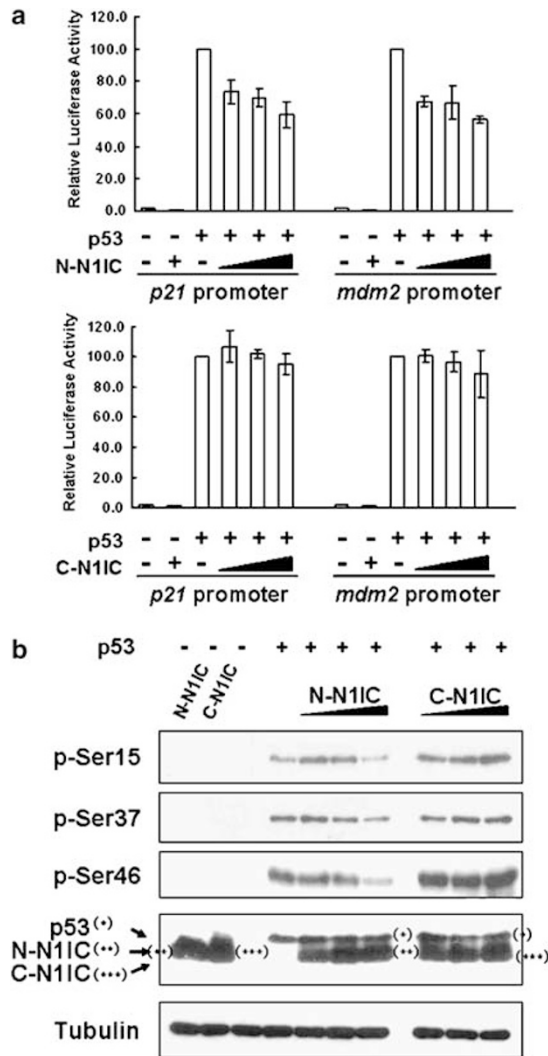 a
Relative Luciferase Activity
120.0
100.0
80.0
60.0
40.0
20.0
0.0
p53 - - + + + + - - + + + +
N-N1IC - + - - + -
p21 promoter mdm2 promoter
Relative Luciferase Activity
120.0
100.0
80.0
60.0
40.0
20.0
0.0
p53 - - + + + + - - + + + +
C-N1IC - + - - + -
p21 promoter mdm2 promoter
b
p53 - - - + + + + + + +
N-N1IC C-N1IC N-N1IC C-N1IC
p-Ser15
p-Ser37
p-Ser46
p53(*) (*) (*)
N-N1IC(**) (**) (***) (**) (***)
C-N1IC(***)
Tubulin